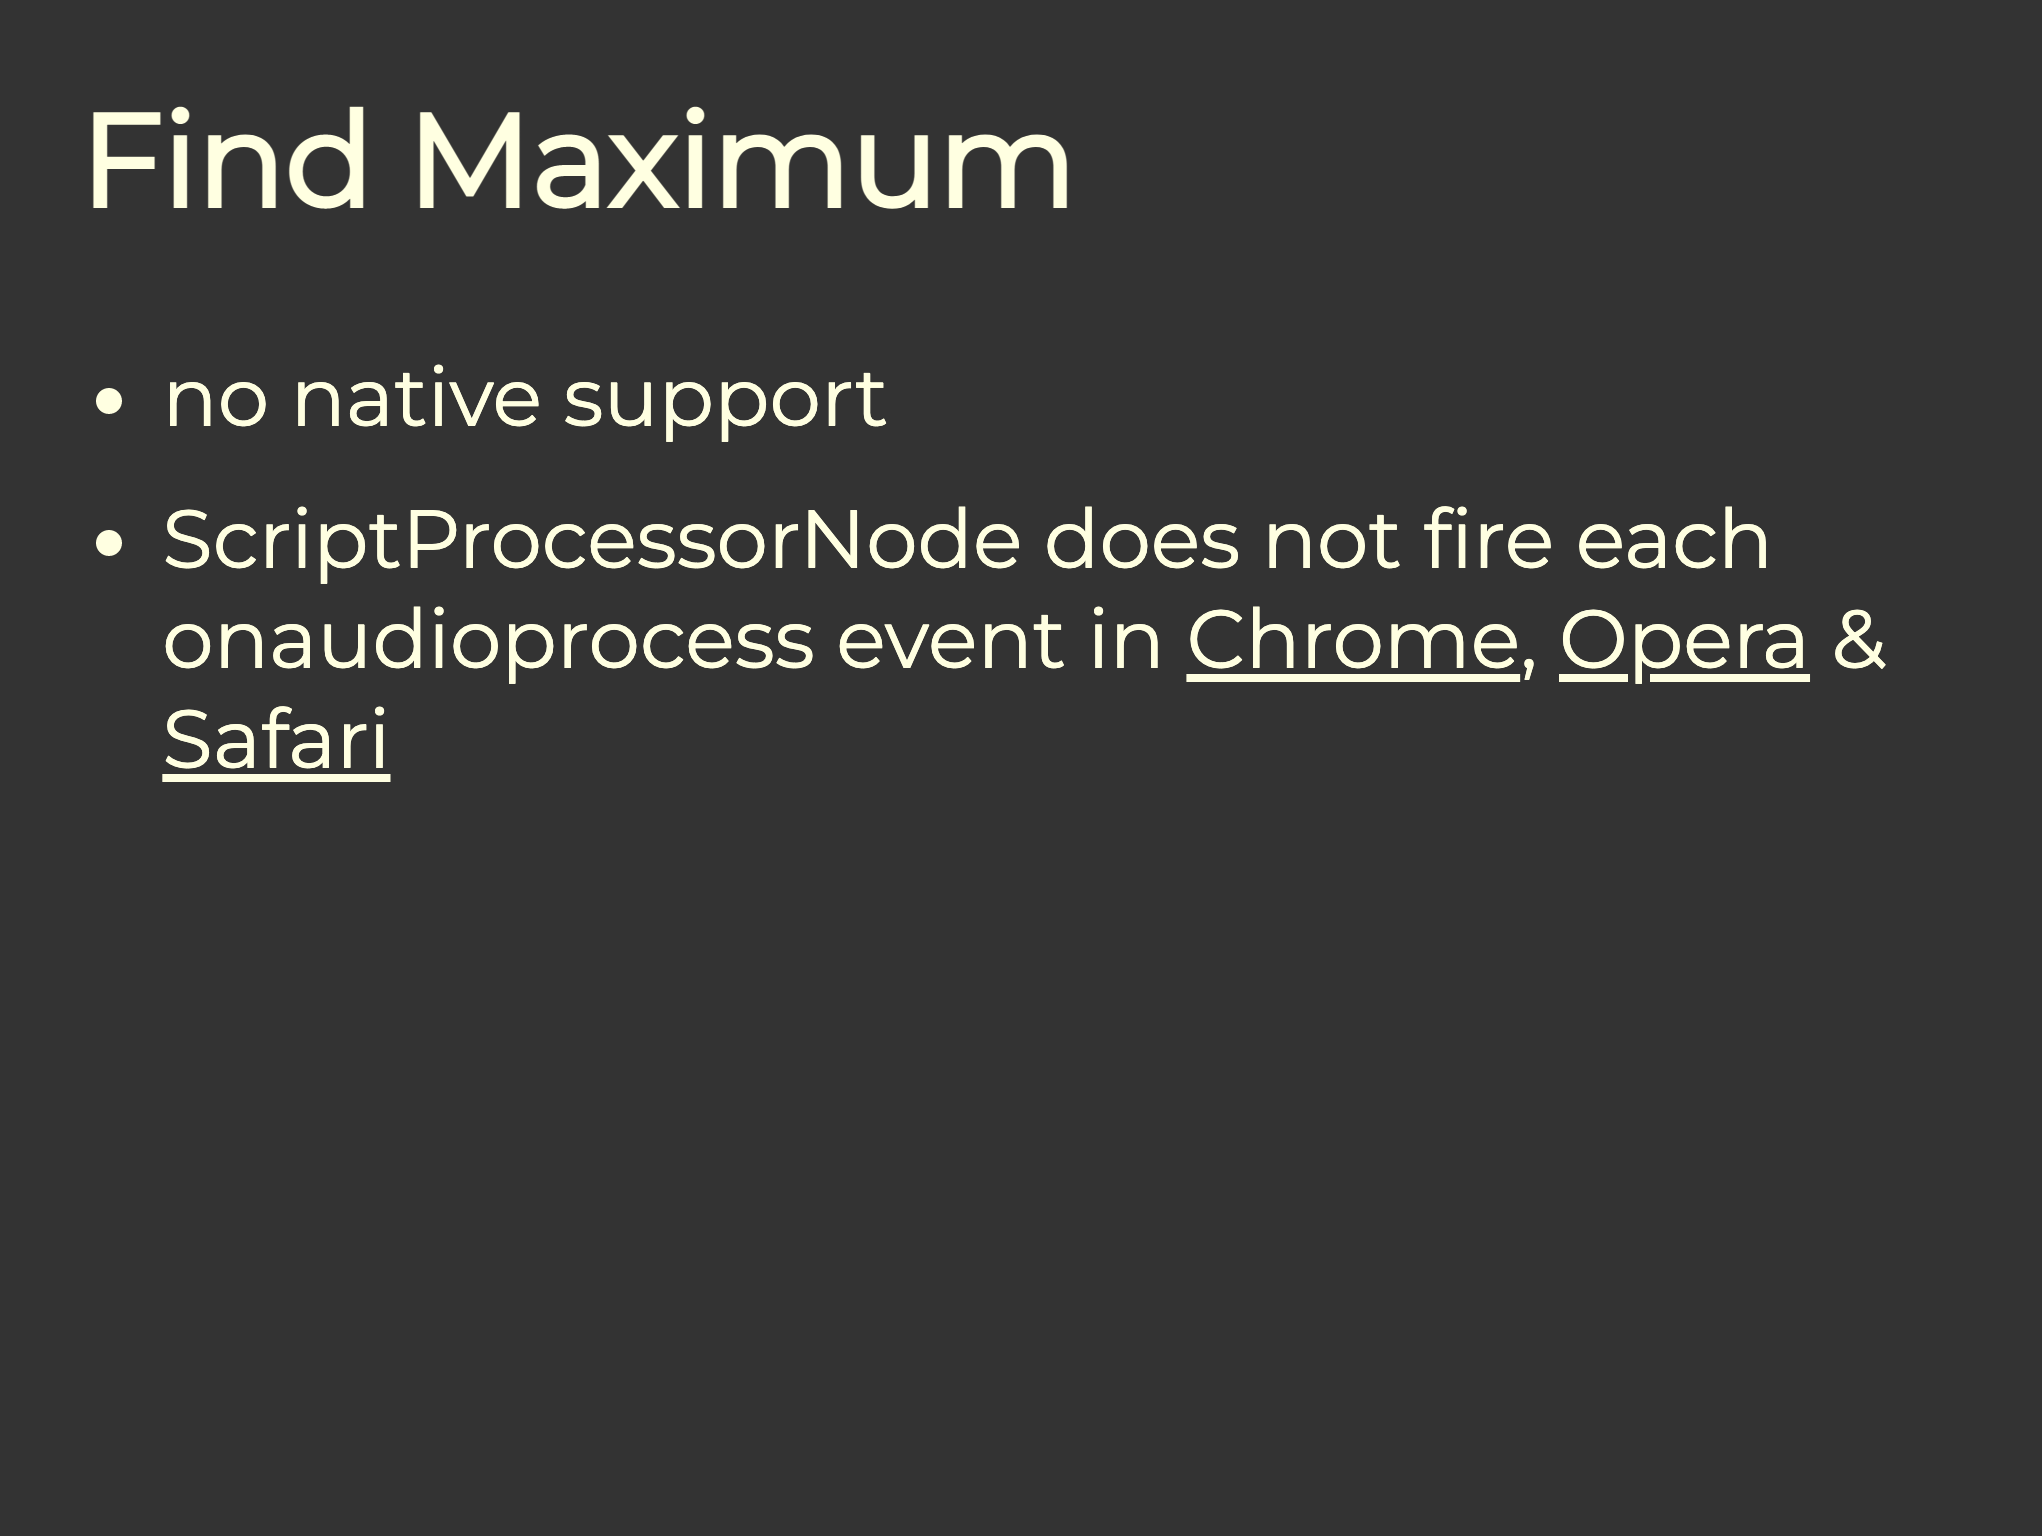 Find Maximum
• no native support
• ScriptProcessorNode does not fire each
onaudioprocess event in Chrome, Opera &
Safari